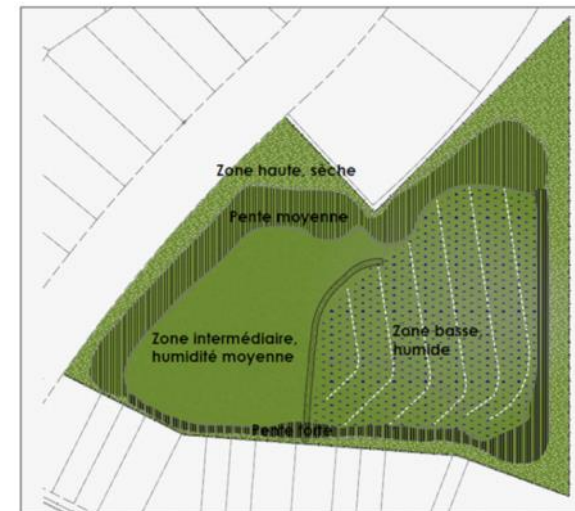 Zone haute, sèche
Pente moyenne
Zone intermédiaire,
humidité moyenne
Zone basse,
humide
Pente forte